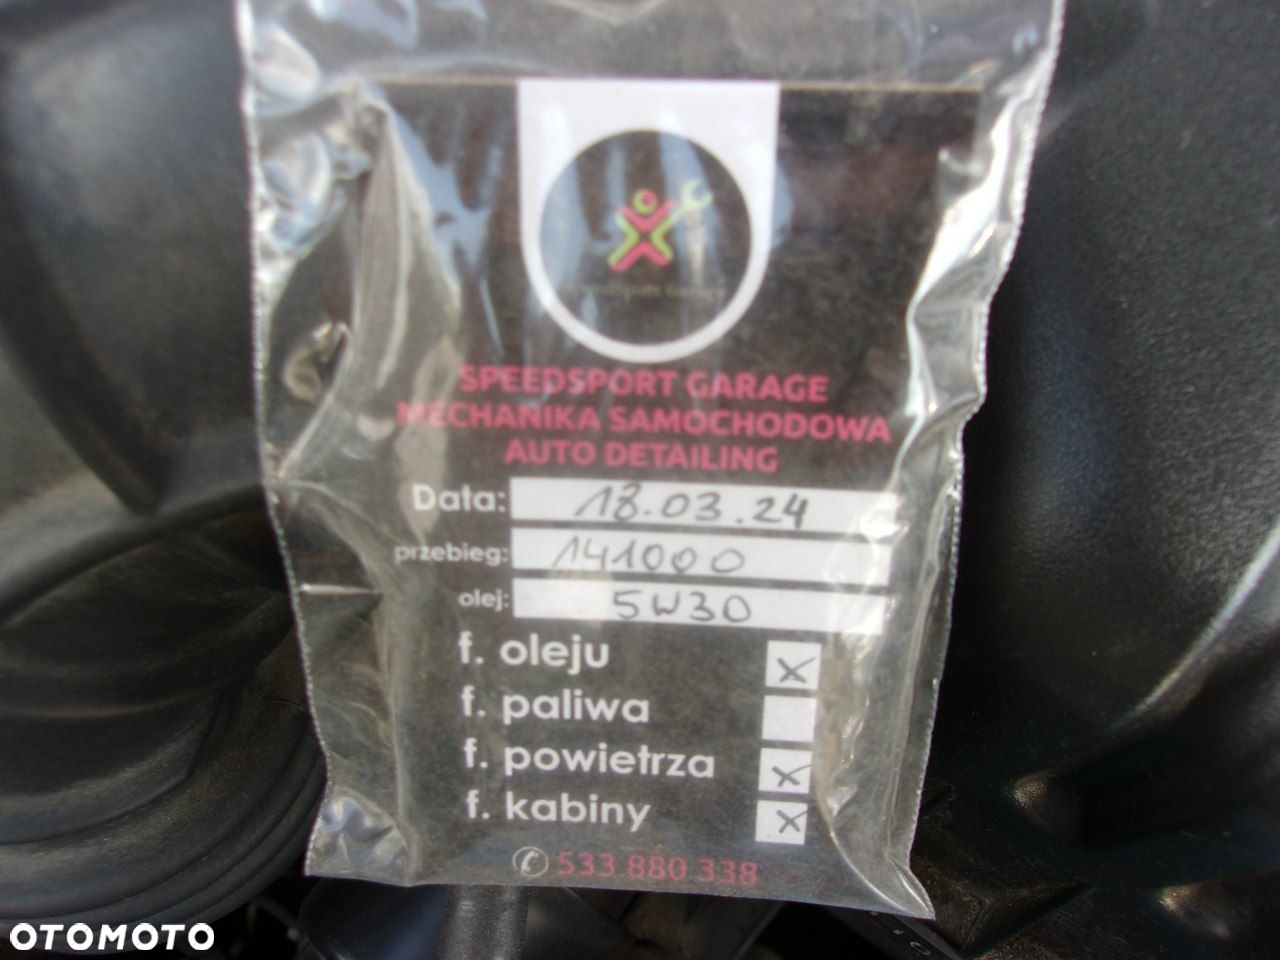 SPEEDSPORT GARAGE
MECHANIKA SAMOCHODOWA
AUTO DETAILING
Data: 18.03.24
przebieg: 141000
olej: 5W30
f. oleju X
f. paliwa
f. powietrza X
f. kabiny X
533 880 338
OTOMOTO